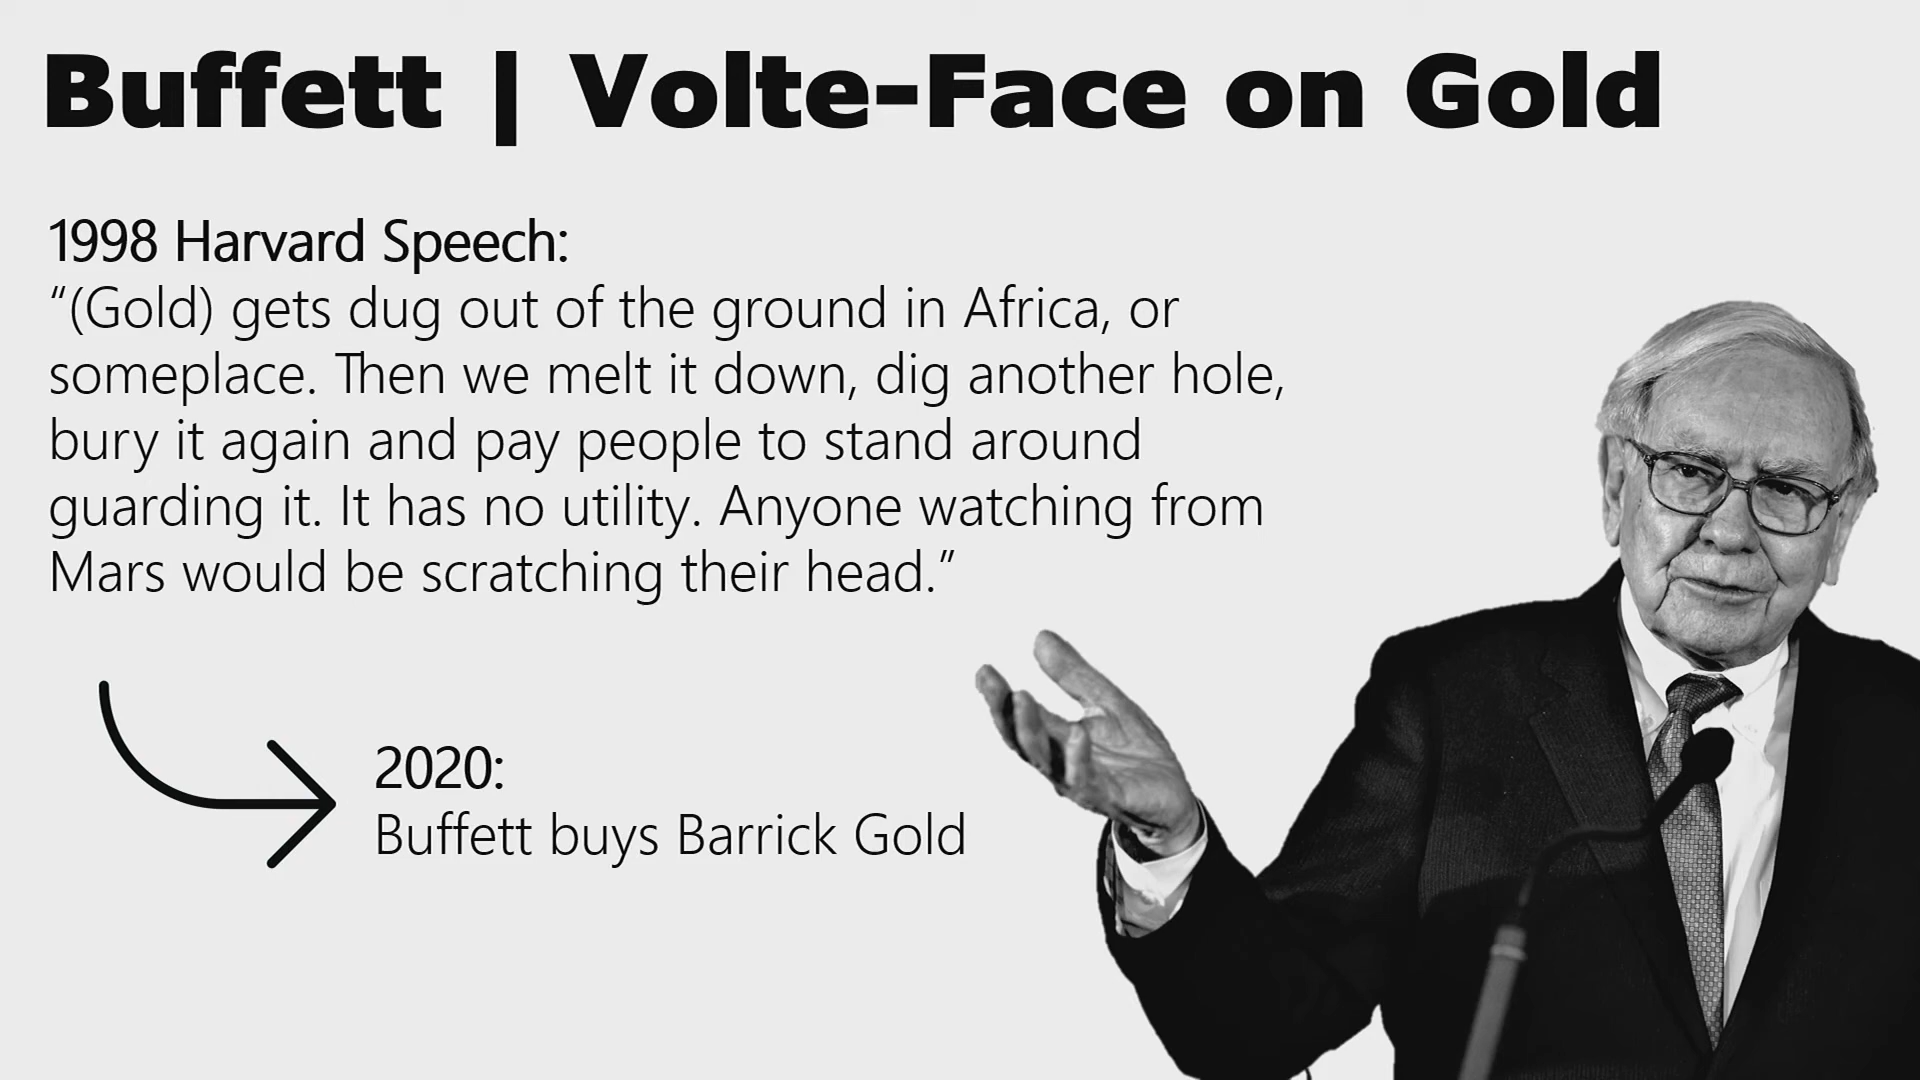 Buffett | Volte-Face on Gold
1998 Harvard Speech:
“(Gold) gets dug out of the ground in Africa, or
someplace. Then we melt it down, dig another hole,
bury it again and pay people to stand around
guarding it. It has no utility. Anyone watching from
Mars would be scratching their head.”
2020:
Buffett buys Barrick Gold